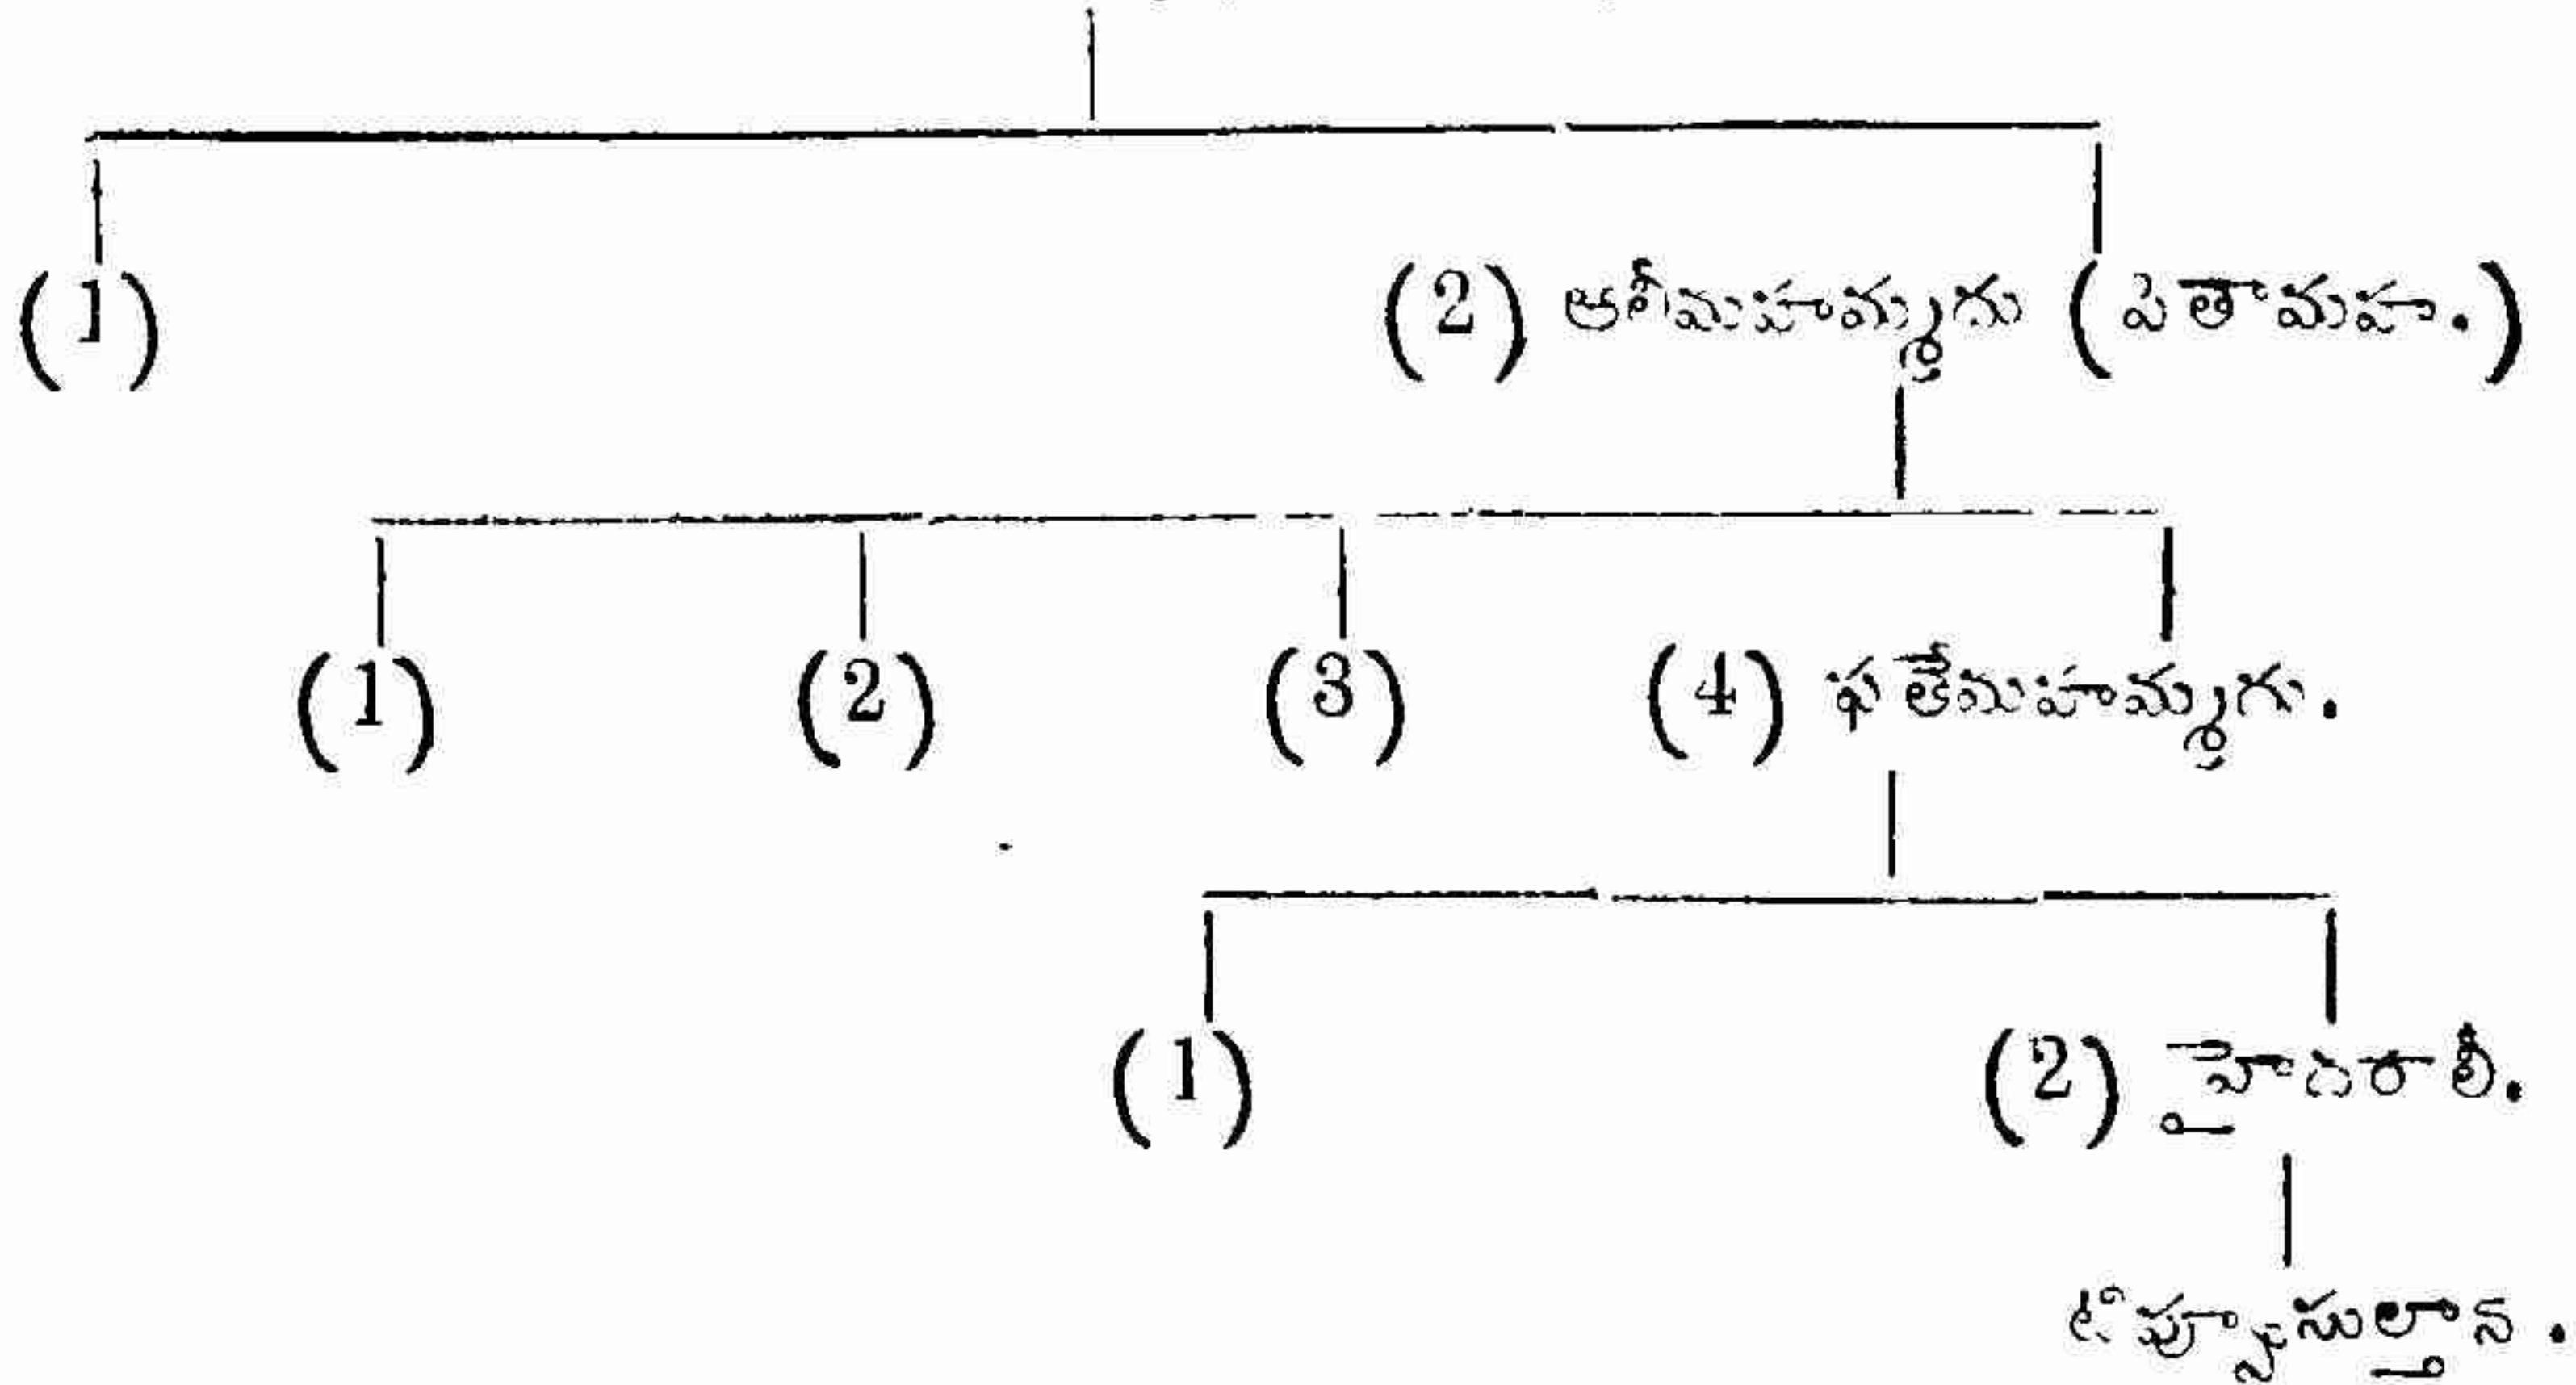 (1) (2) అలీమహమ్మదు (పితామహ.)
(1) (2) (3) (4) ఫతేమహమ్మదు.
(1) (2) హైదరాలీ.
టిప్పూసుల్తాన.